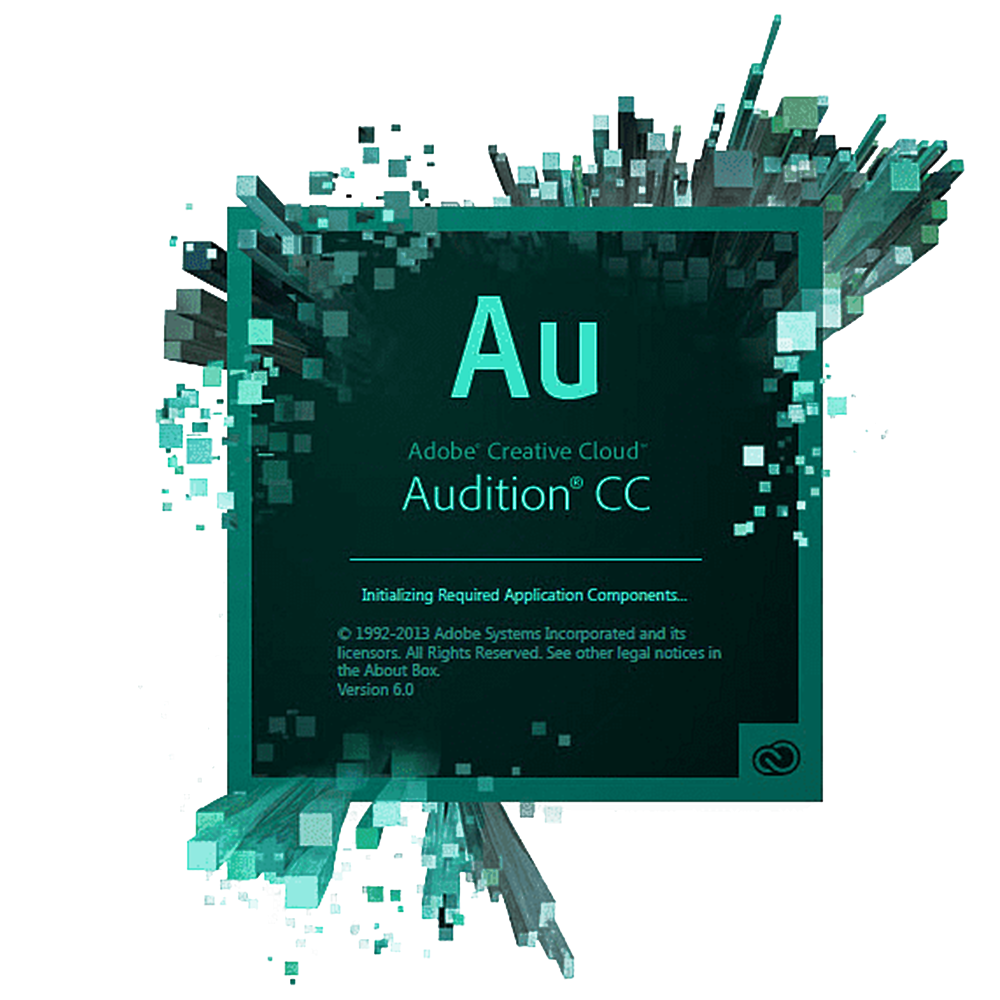 Au
Adobe® Creative Cloud™
Audition® CC
Initializing Required Application Components...
© 1992-2013 Adobe Systems Incorporated and its
licensors. All Rights Reserved. See other legal notices in
the About Box.
Version 6.0